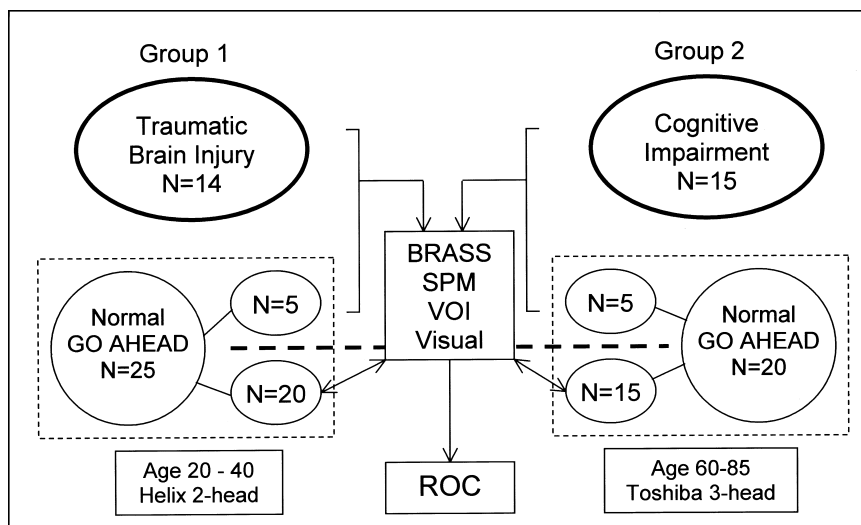 Group 1
Group 2
Traumatic
Brain Injury
N=14
Cognitive
Impairment
N=15
BRASS
SPM
VOI
Visual
Normal
GO AHEAD
N=25
N=5
N=20
N=5
N=15
Normal
GO AHEAD
N=20
Age 20 - 40
Helix 2-head
ROC
Age 60-85
Toshiba 3-head